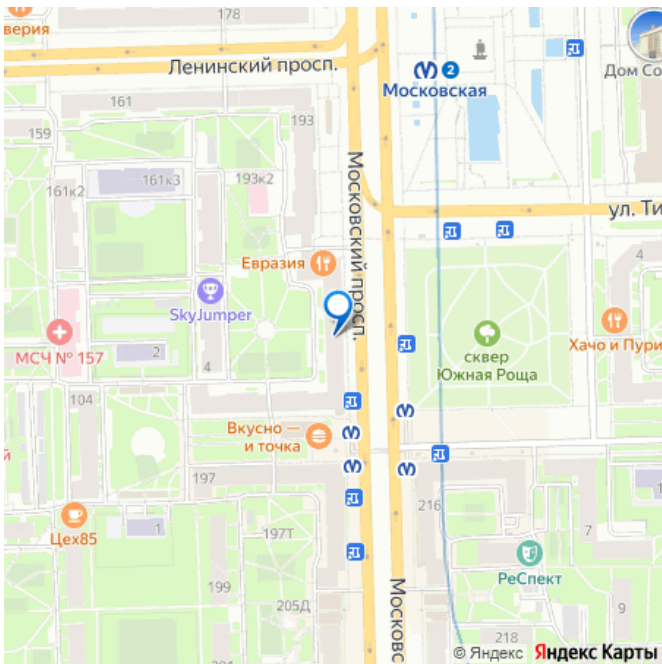 178
верия
Ленинский просп.
2
Московская
Дом Со
161
159
193
161к2
161к3
193к2
Московский просп.
ул. Ти
4
Евразия
SkyJumper
МСЧ № 157
2
4
сквер
Южная Роща
Хачо и Пури
104
Вкусно —
и точка
й
197
216
Цех85
1
197Т
7
РеСпект
199
205Д
9
Московс
218
© Яндекс Яндекс Карты